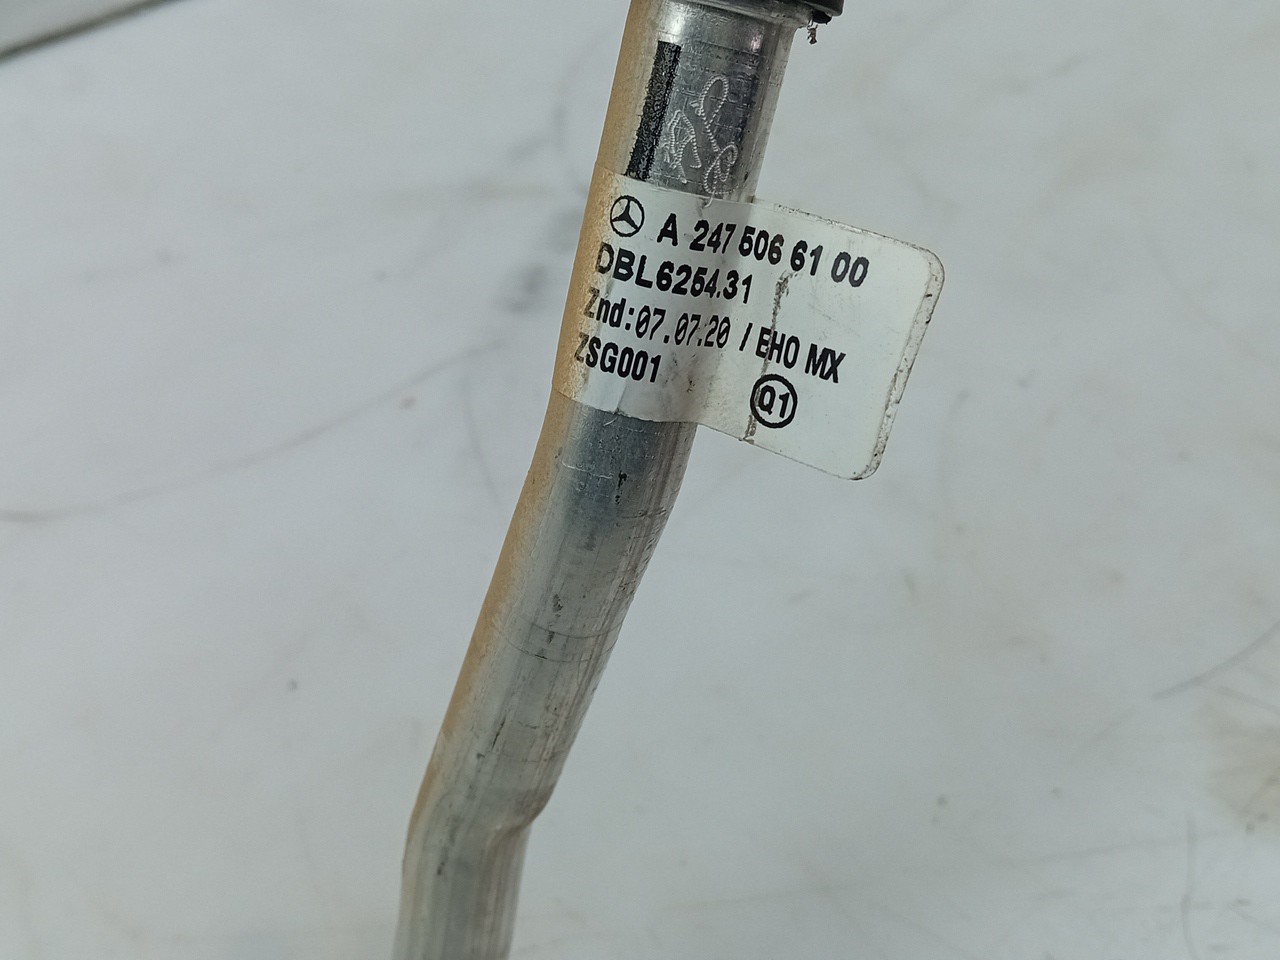 A 247 506 61 00
DBL6254.31
Znd:07.07.20 / EHO MX
ZSG001
Q1